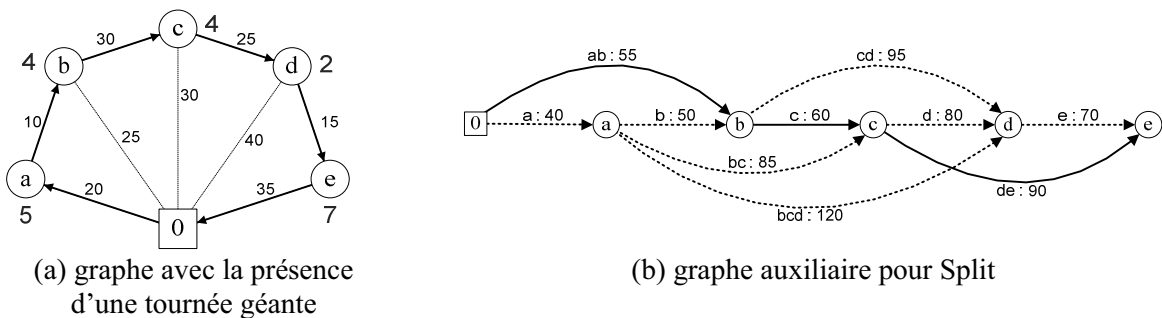 c 4
30
25
4 b
d 2
30
10
25
40
15
a
20
35
e
5
0
7
(a) graphe avec la présence
d'une tournée géante
ab : 55
cd : 95
0
a : 40
a
b : 50
b
c : 60
c
d : 80
d
e : 70
e
bc : 85
de : 90
bcd : 120
(b) graphe auxiliaire pour Split